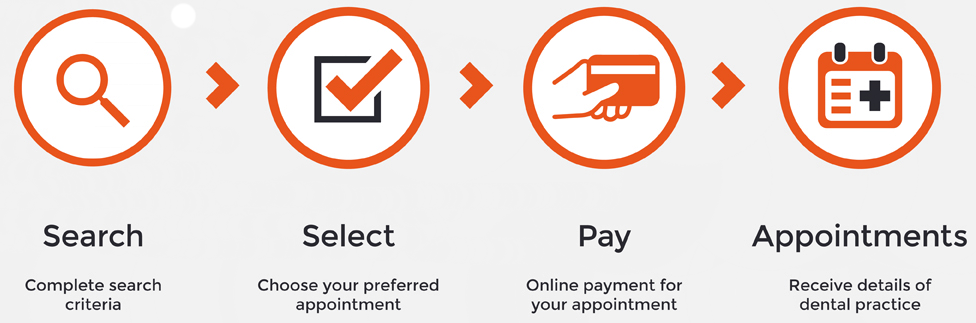 Search
Complete search
criteria
Select
Choose your preferred
appointment
Pay
Online payment for
your appointment
Appointments
Receive details of
dental practice